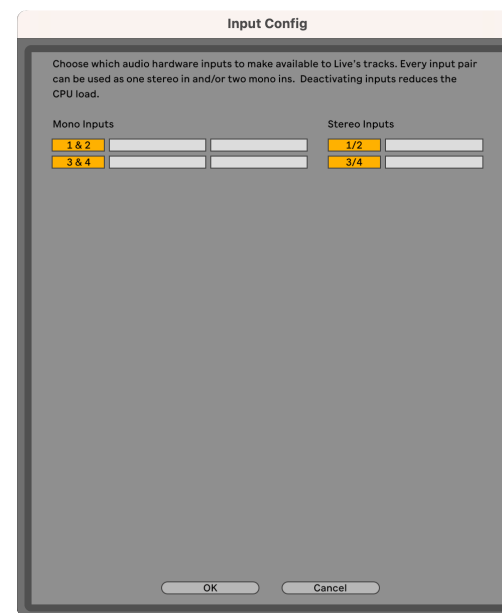 Input Config
Choose which audio hardware inputs to make available to Live's tracks. Every input pair
can be used as one stereo in and/or two mono ins.  Deactivating inputs reduces the
CPU load.
Mono Inputs
Stereo Inputs
1 & 2
1/2
3 & 4
3/4
OK
Cancel